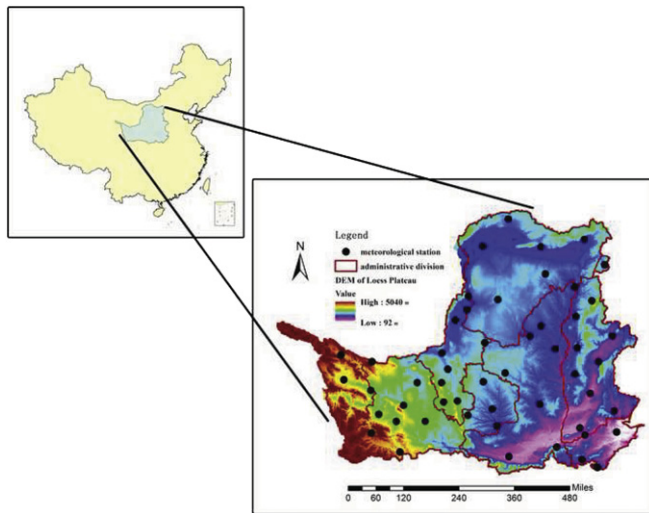 Legend
N
meteorological station
administrative division
DEM of Loess Plateau
Value
High : 5040 m
Low : 92 m
Miles
0 60 120 240 360 480